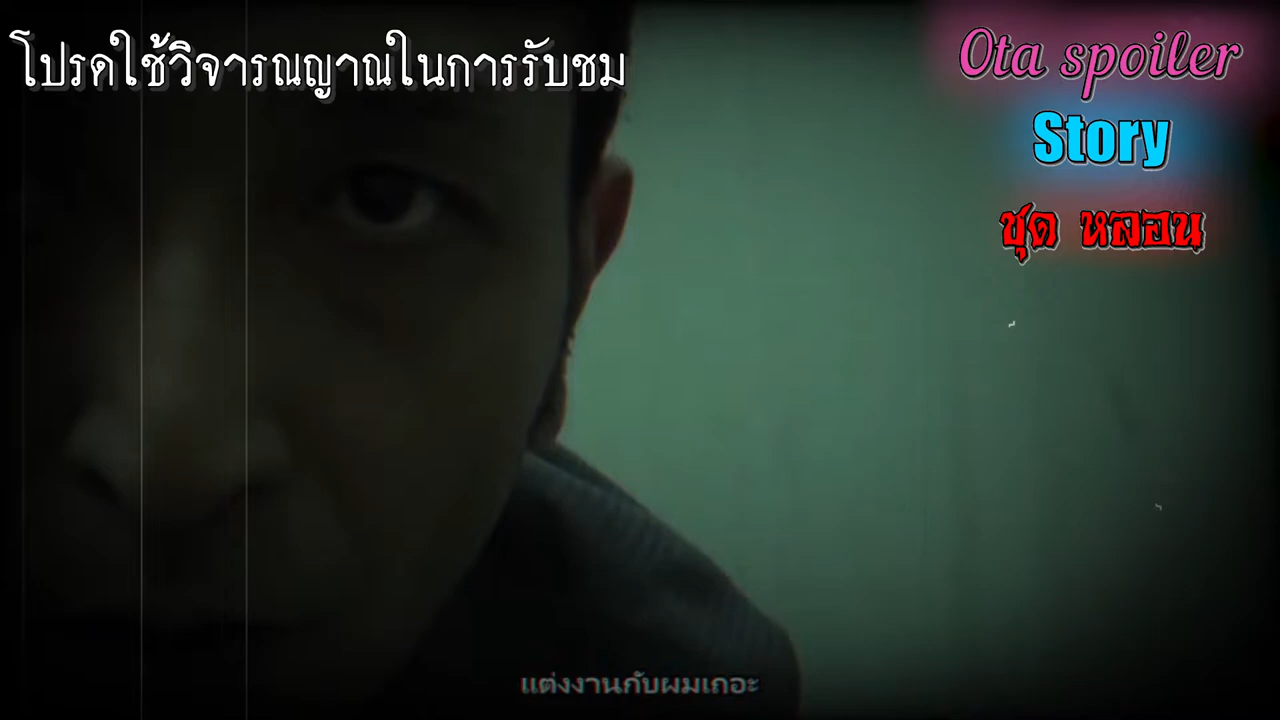 โปรดใช้วิจารณญาณในการรับชม
Ota spoiler
Story
ชุด หลอน
แต่งงานกับผมเถอะ